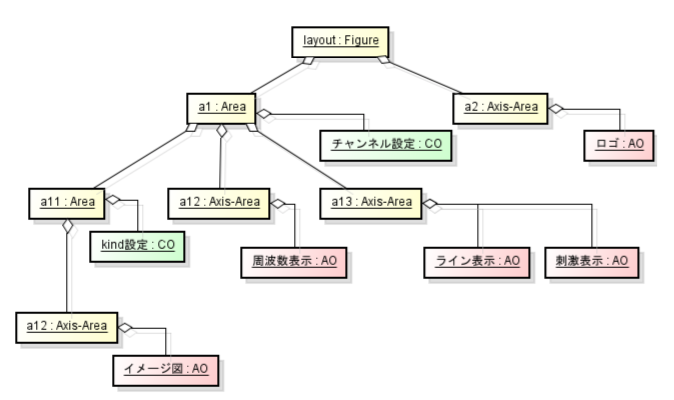 layout : Figure
a1 : Area
a2 : Axis-Area
チャンネル設定 : CO
ロゴ : AO
a11 : Area
a12 : Axis-Area
a13 : Axis-Area
kind設定 : CO
周波数表示 : AO
ライン表示 : AO
刺激表示 : AO
a12 : Axis-Area
イメージ図 : AO